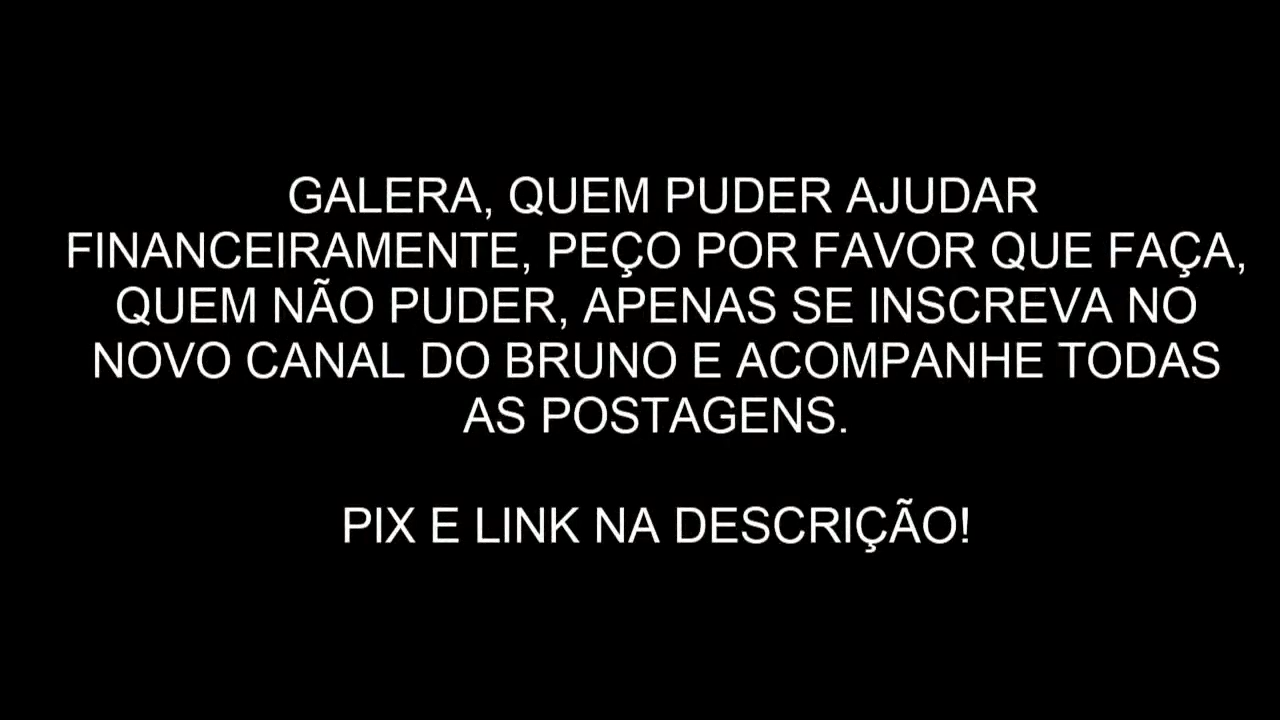 GALERA, QUEM PUDER AJUDAR
FINANCEIRAMENTE, PEÇO POR FAVOR QUE FAÇA,
QUEM NÃO PUDER, APENAS SE INSCREVA NO
NOVO CANAL DO BRUNO E ACOMPANHE TODAS
AS POSTAGENS.
PIX E LINK NA DESCRIÇÃO!